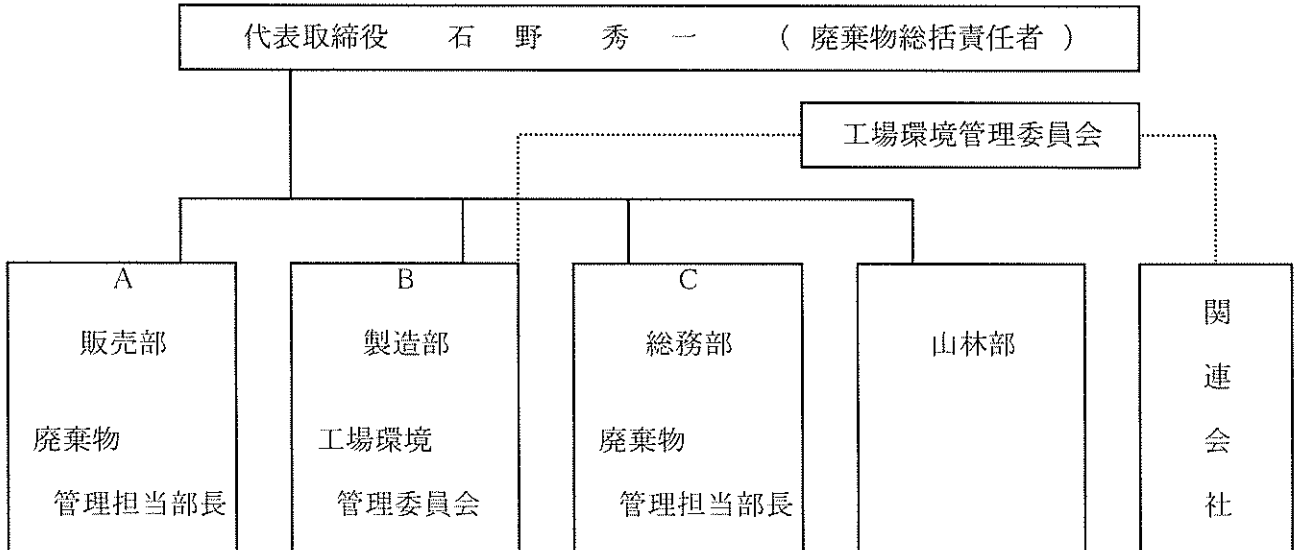 代表取締役 石 野 秀 一 ( 廃棄物総括責任者 )
工場環境管理委員会
A
販売部
廃棄物
管理担当部長
B
製造部
工場環境
管理委員会
C
総務部
廃棄物
管理担当部長
山林部
関
連
会
社